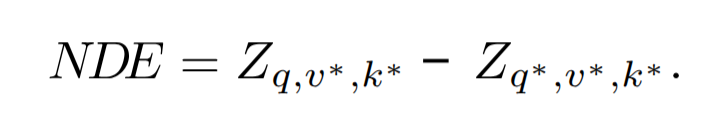 NDE = Z_{q,v*,k*} − Z_{q*,v*,k*}.